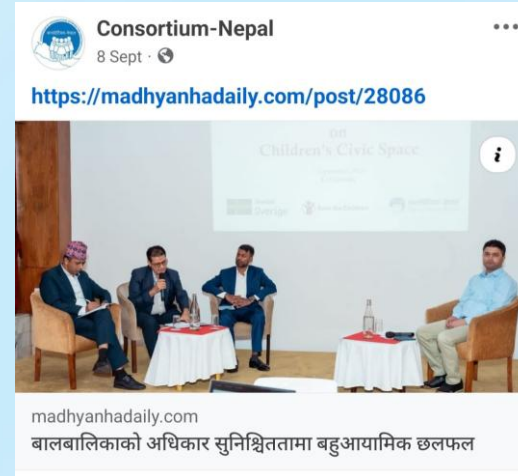 Consortium-Nepal
8 Sept ·
https://madhyanhadaily.com/post/28086
on
Children's Civic Space
madhyanhadaily.com
बालबालिकाको अधिकार सुनिश्चिततामा बहुआयामिक छलफल